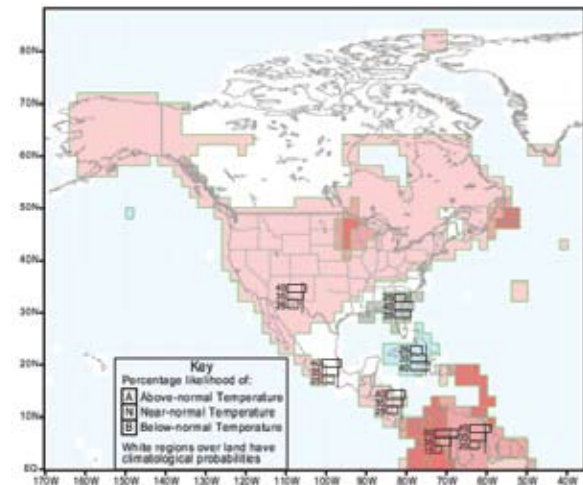 80N
70N
60N
50N
40N
30N
20N
10N
EQ
Key
Percentage likelihood of:
A Above-normal Temperature
N Near-normal Temperature
B Below-normal Temporature
White regions over land have
climatological probabilities
170W 160W 150W 140W 130W 120W 110W 100W 90W 80W 70W 60W 50W 40W